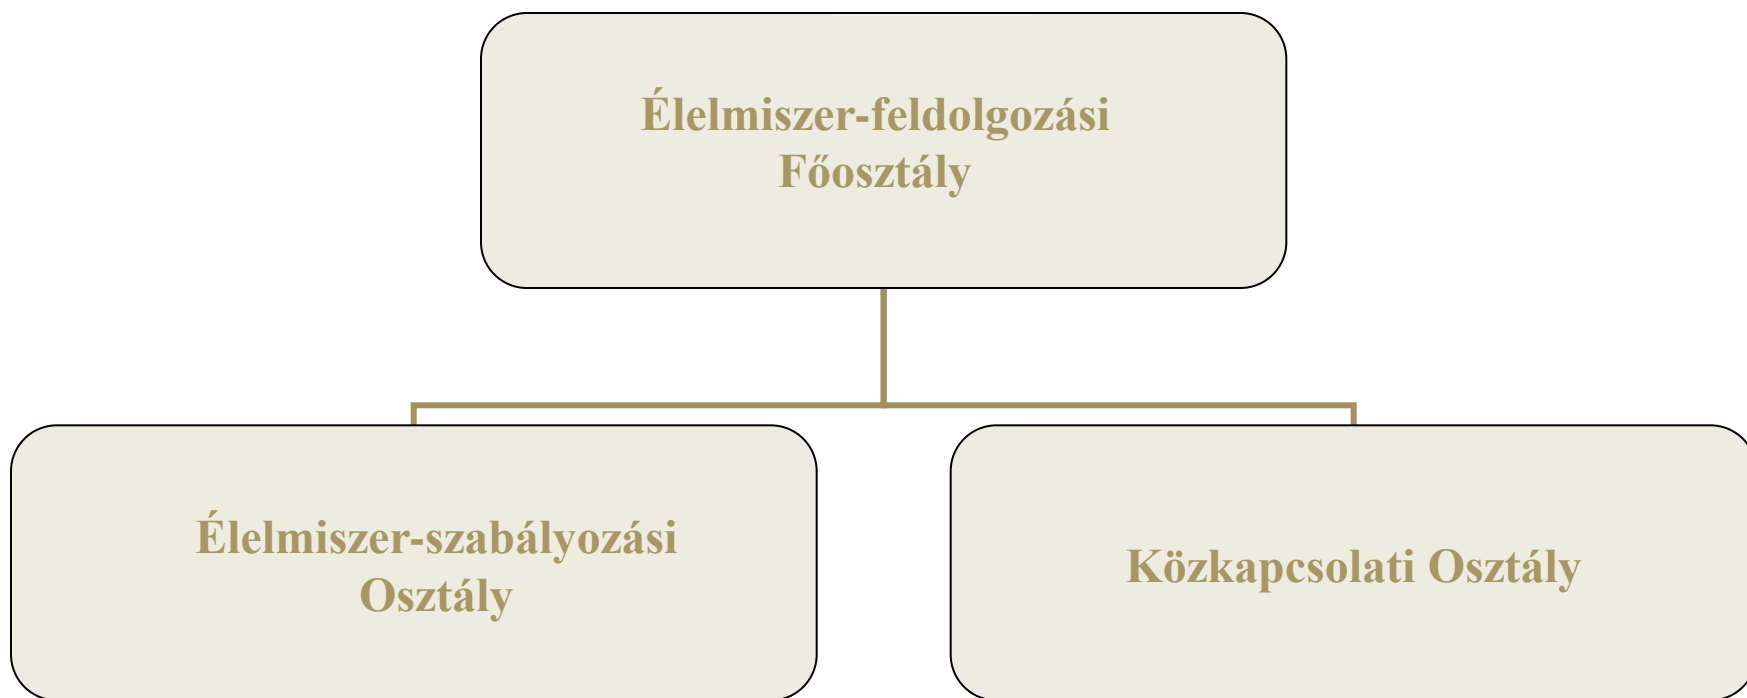 Élelmiszer-feldolgozási
Főosztály
Élelmiszer-szabályozási
Osztály
Közkapcsolati Osztály